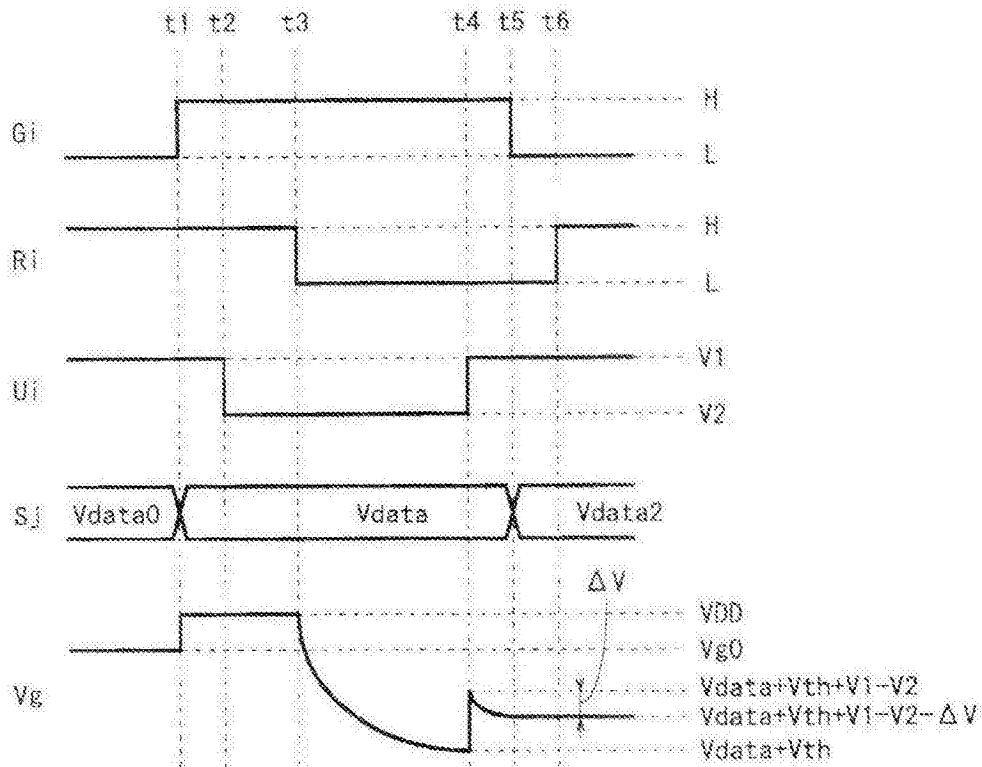 t1 t2 t3 t4 t5 t6
Gi
H
L
Ri
H
L
Ui
V1
V2
Sj
Vdata0
Vdata
Vdata2
ΔV
VDD
Vg0
Vg
Vdata+Vth+V1-V2
Vdata+Vth+V1-V2-ΔV
Vdata+Vth